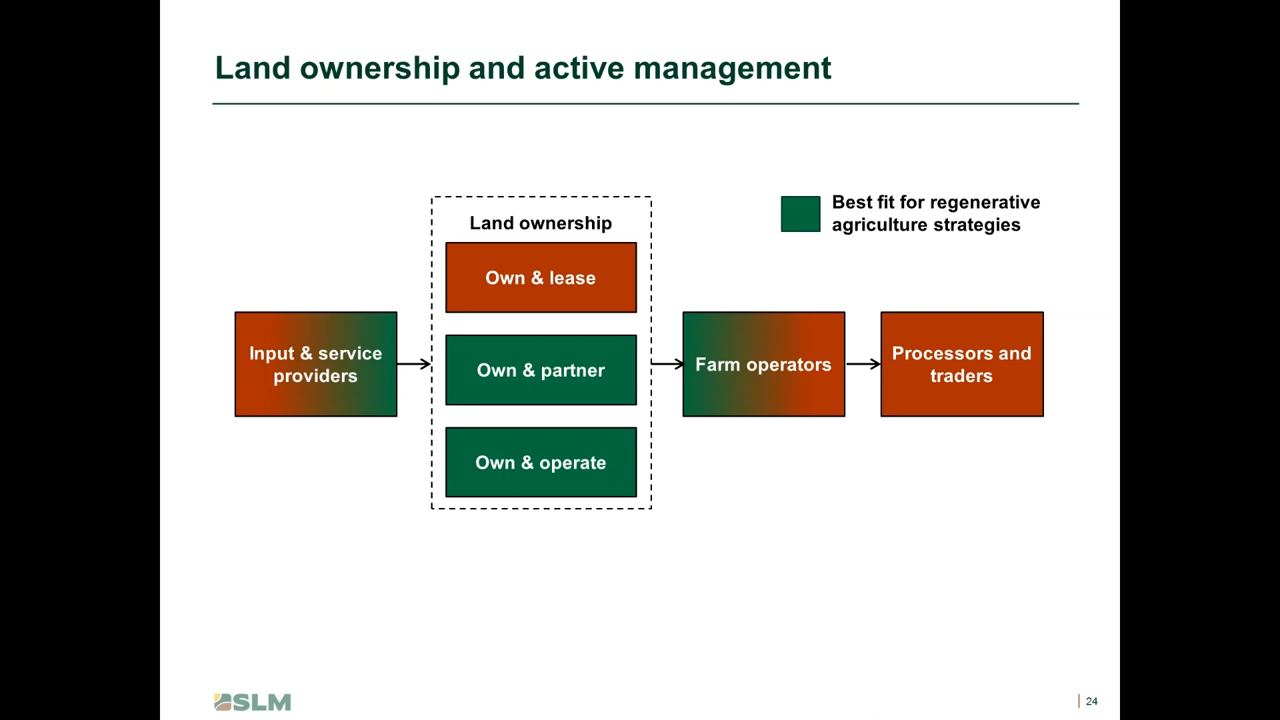 Land ownership and active management
Best fit for regenerative
agriculture strategies
Land ownership
Own & lease
Own & partner
Own & operate
Input & service
providers
Farm operators
Processors and
traders
SLM
24